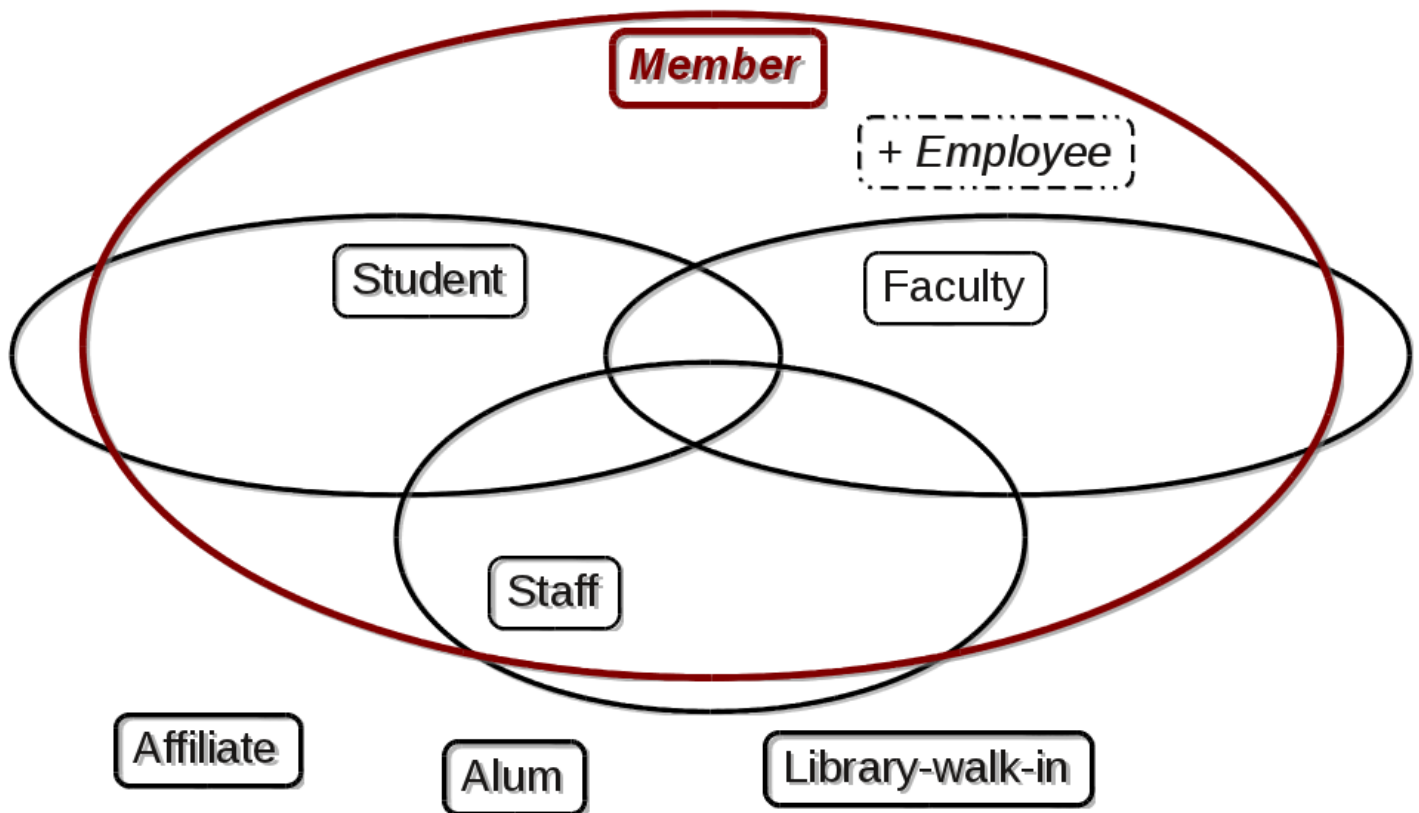 Member
+ Employee
Student
Faculty
Staff
Affiliate
Alum
Library-walk-in